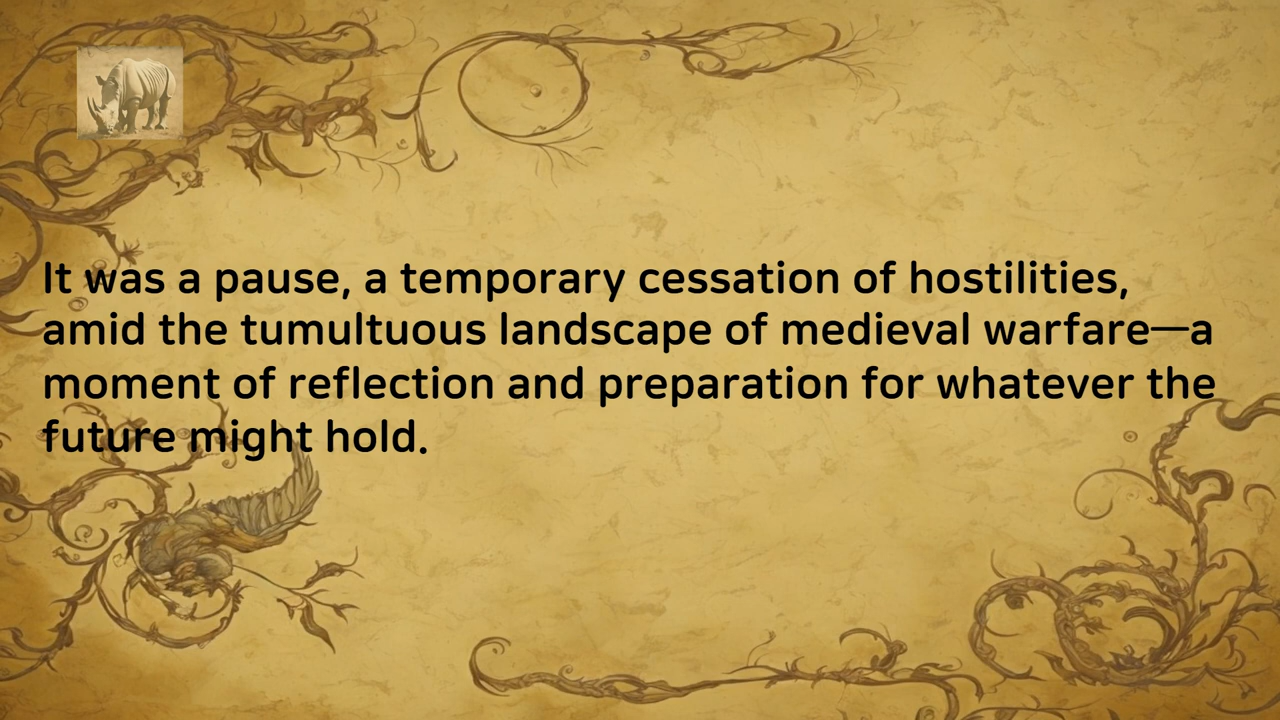 It was a pause, a temporary cessation of hostilities,
amid the tumultuous landscape of medieval warfare—a
moment of reflection and preparation for whatever the
future might hold.